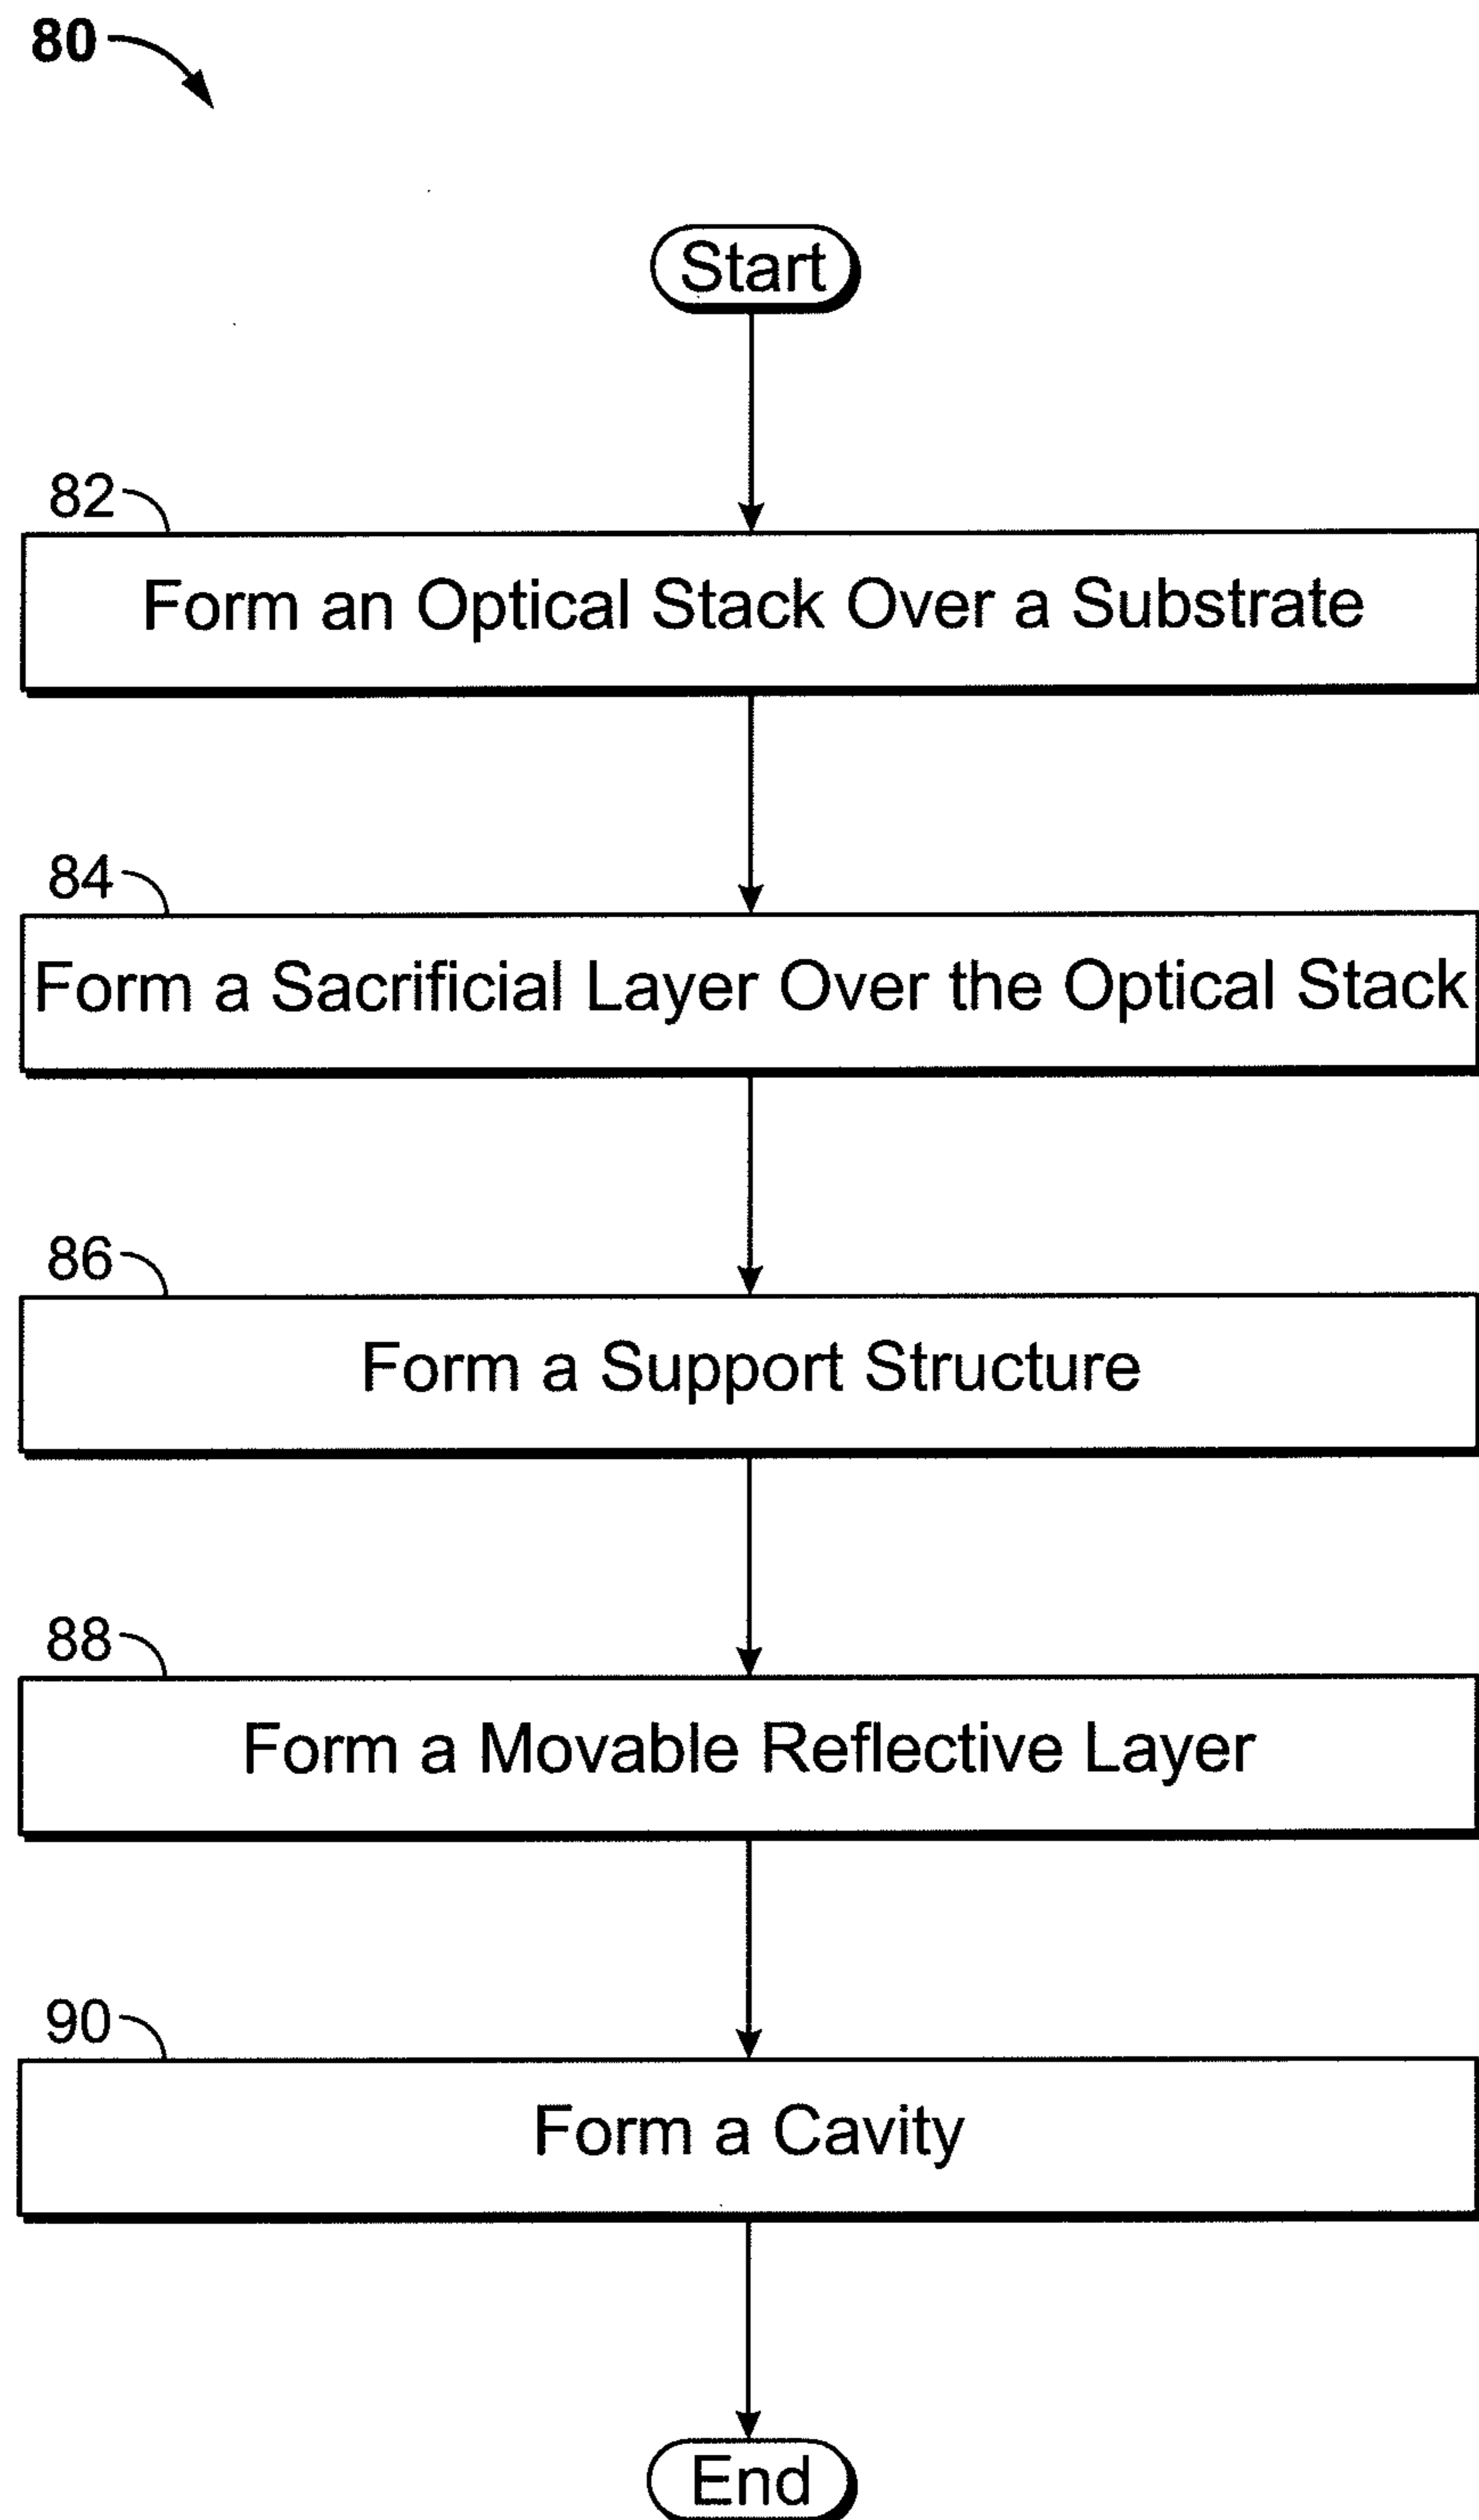 80
Start
82
Form an Optical Stack Over a Substrate
84
Form a Sacrificial Layer Over the Optical Stack
86
Form a Support Structure
88
Form a Movable Reflective Layer
90
Form a Cavity
End